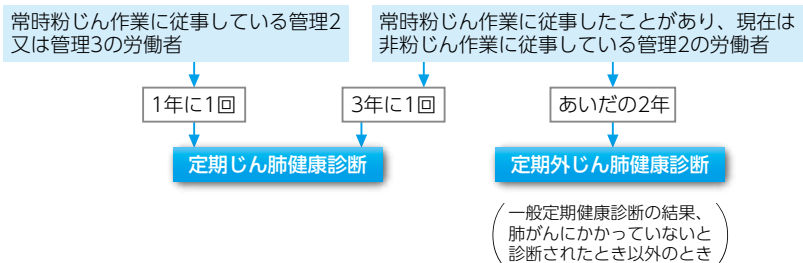 常時粉じん作業に従事している管理2
又は管理3の労働者
常時粉じん作業に従事したことがあり、現在は
非粉じん作業に従事している管理2の労働者
1年に1回
3年に1回
あいだの2年
定期じん肺健康診断
定期外じん肺健康診断
一般定期健康診断の結果、
肺がんにかかっていないと
診断されたとき以外のとき